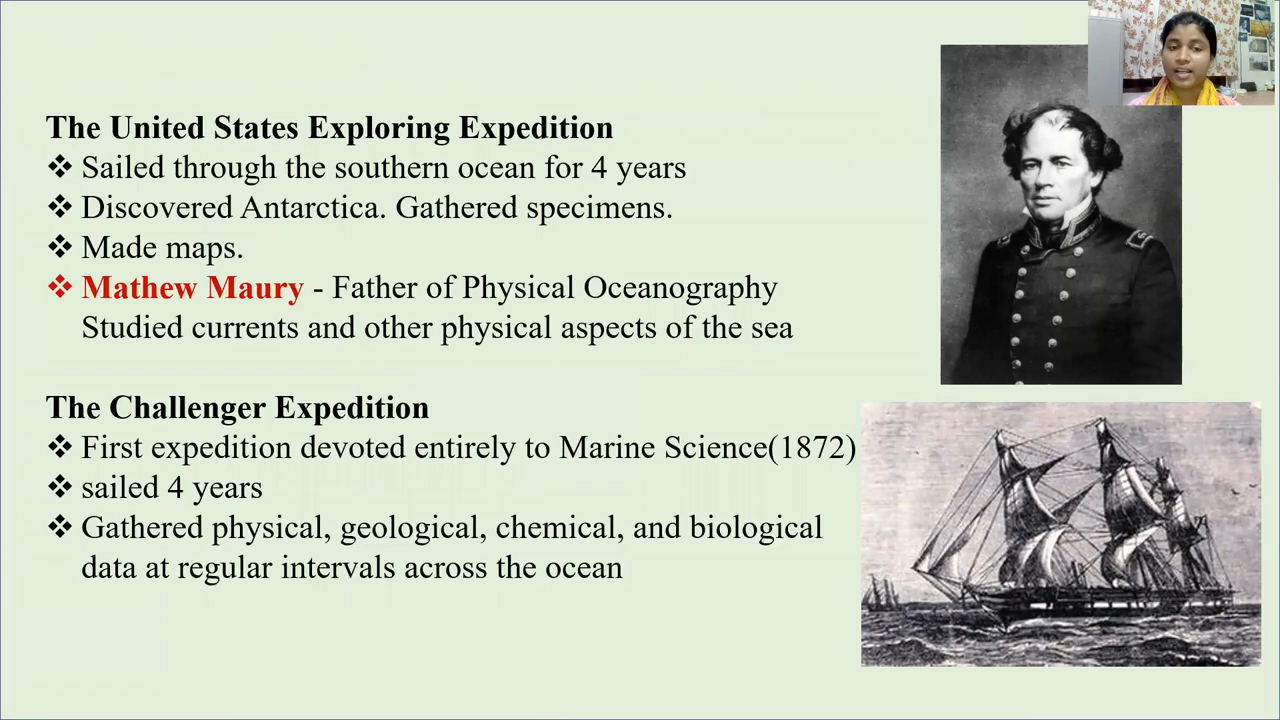 The United States Exploring Expedition
❖ Sailed through the southern ocean for 4 years
❖ Discovered Antarctica. Gathered specimens.
❖ Made maps.
❖ Mathew Maury - Father of Physical Oceanography
Studied currents and other physical aspects of the sea
The Challenger Expedition
❖ First expedition devoted entirely to Marine Science(1872)
❖ sailed 4 years
❖ Gathered physical, geological, chemical, and biological
data at regular intervals across the ocean